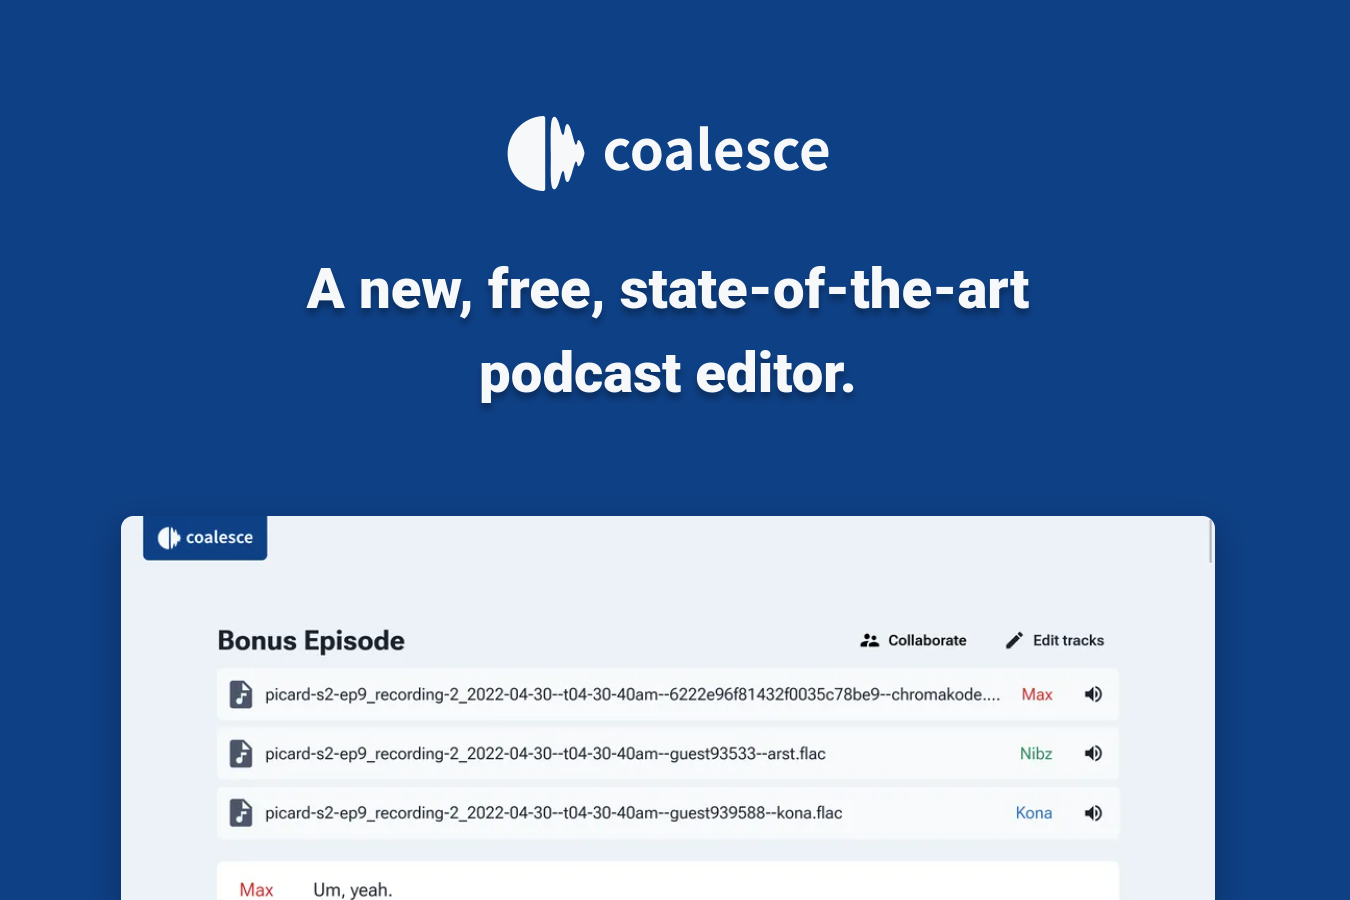 coalesce
A new, free, state-of-the-art
podcast editor.
coalesce
Bonus Episode Collaborate Edit tracks
picard-s2-ep9_recording-2_2022-04-30--t04-30-40am--6222e96f81432f0035c78be9--chromakode.... Max
picard-s2-ep9_recording-2_2022-04-30--t04-30-40am--guest93533--arst.flac Nibz
picard-s2-ep9_recording-2_2022-04-30--t04-30-40am--guest939588--kona.flac Kona
Max Um, yeah.